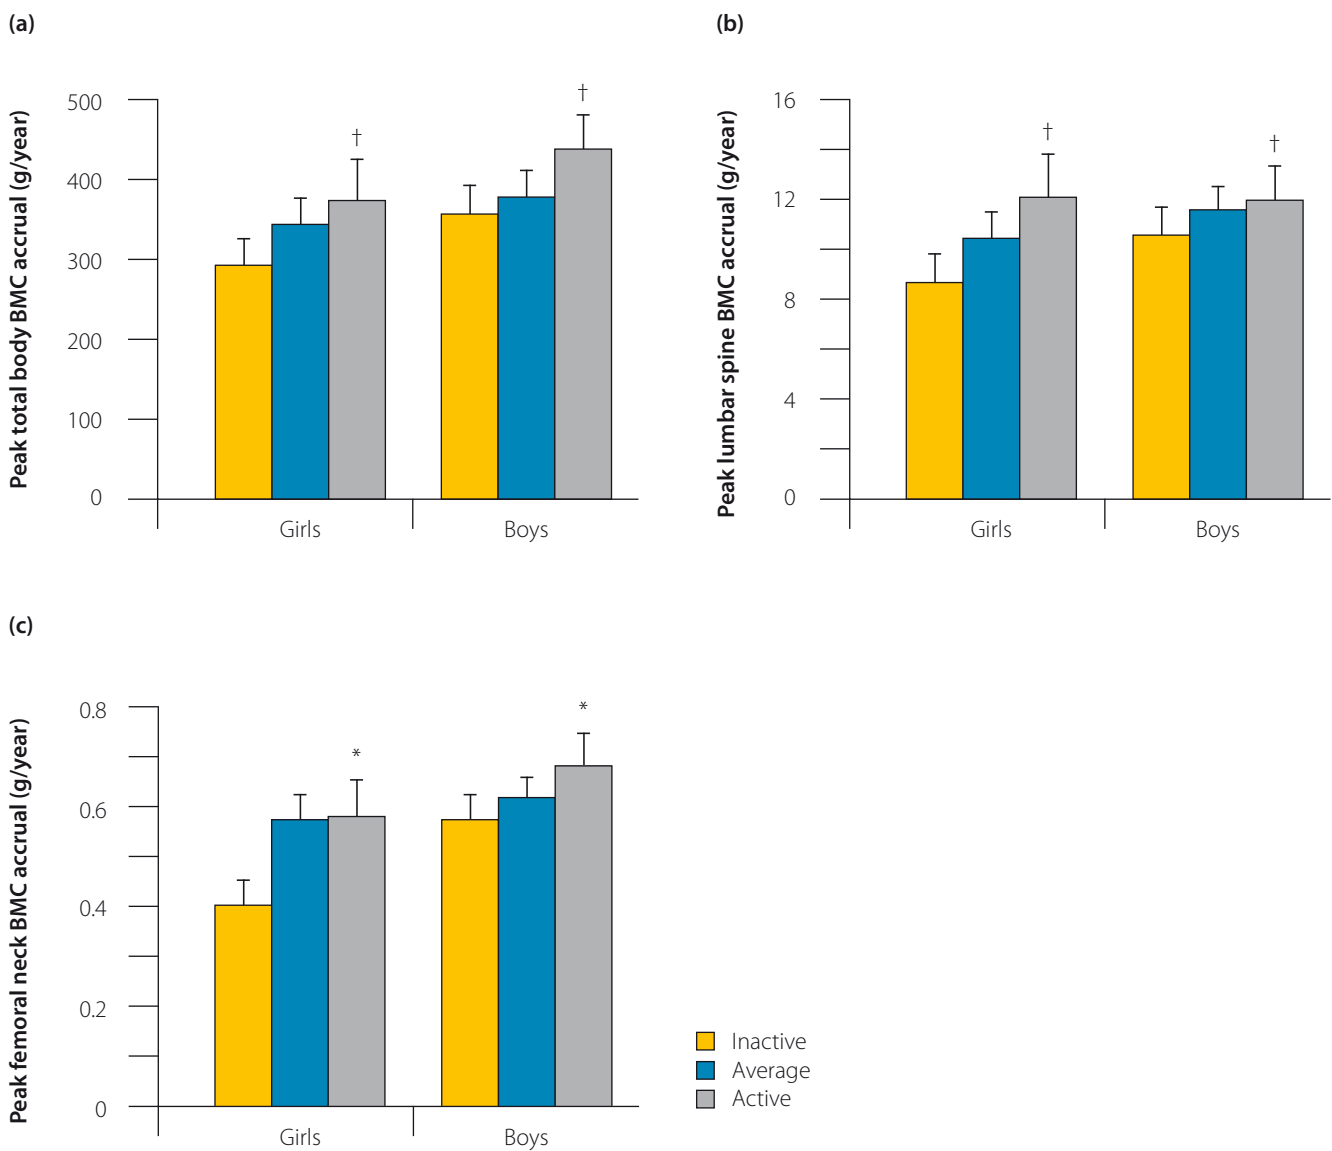 (a)
Peak total body BMC accrual (g/year)
500
400
300
200
100
0
†
†
Girls
Boys
(b)
Peak lumbar spine BMC accrual (g/year)
16
12
8
4
0
†
†
Girls
Boys
(c)
Peak femoral neck BMC accrual (g/year)
0.8
0.6
0.4
0.2
0
*
*
Girls
Boys
Inactive
Average
Active